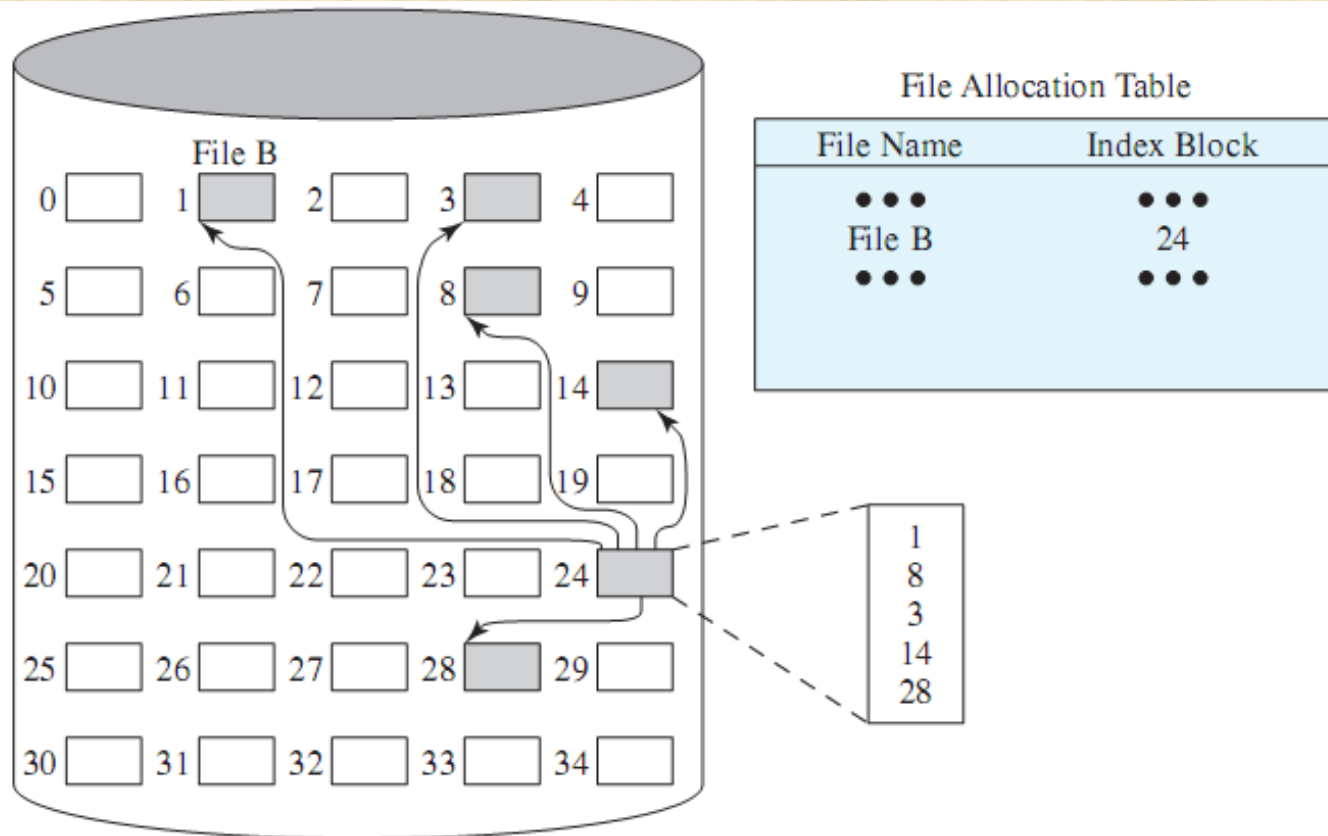 File B
0 1 2 3 4
5 6 7 8 9
10 11 12 13 14
15 16 17 18 19
20 21 22 23 24
25 26 27 28 29
30 31 32 33 34
File Allocation Table
File Name Index Block
••• •••
File B 24
••• •••
1
8
3
14
28